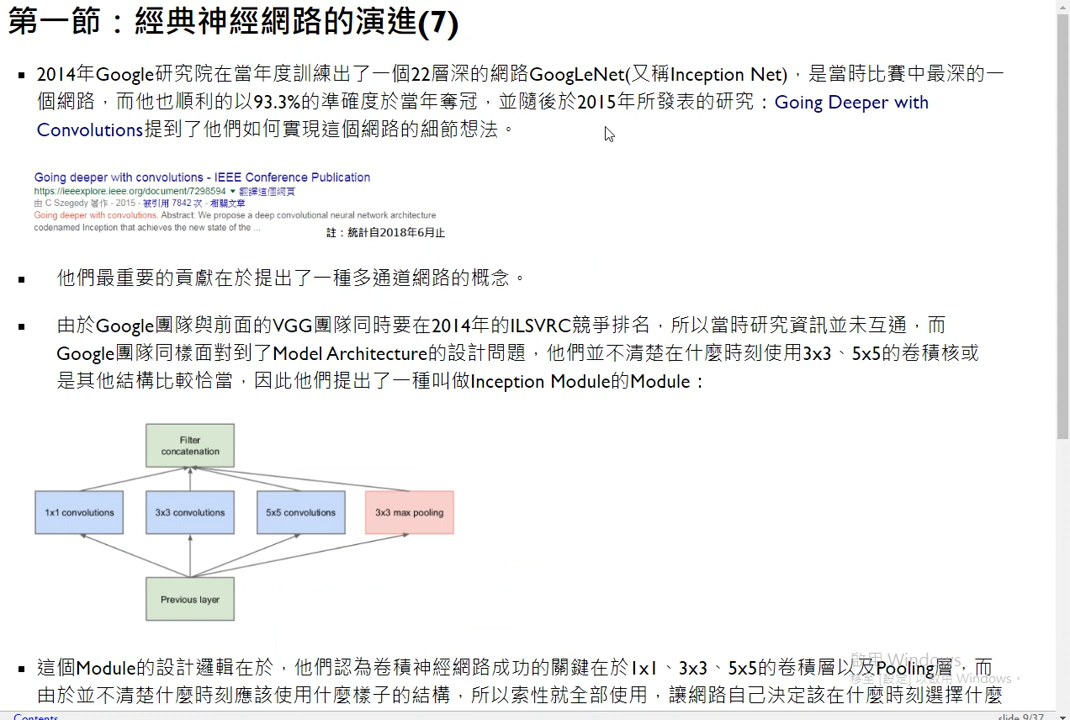 第一節：經典神經網路的演進(7)
▪ 2014年Google研究院在當年度訓練出了一個22層深的網路GoogLeNet(又稱Inception Net)，是當時比賽中最深的一
個網路，而他也順利的以93.3%的準確度於當年奪冠，並隨後於2015年所發表的研究：Going Deeper with
Convolutions提到了他們如何實現這個網路的細節想法。
Going deeper with convolutions - IEEE Conference Publication
https://ieeexplore.ieee.org/document/7298594 ▾ 翻譯這個網頁
由 C Szegedy 著作 - 2015 - 被引用 7842 次 - 相關文章
Going deeper with convolutions. Abstract: We propose a deep convolutional neural network architecture
codenamed Inception that achieves the new state of the ...
註：統計自2018年6月止
▪ 他們最重要的貢獻在於提出了一種多通道網路的概念。
▪ 由於Google團隊與前面的VGG團隊同時要在2014年的ILSVRC競爭排名，所以當時研究資訊並未互通，而
Google團隊同樣面對到了Model Architecture的設計問題，他們並不清楚在什麼時刻使用3x3、5x5的卷積核或
是其他結構比較恰當，因此他們提出了一種叫做Inception Module的Module：
Filter
concatenation
1x1 convolutions
3x3 convolutions
5x5 convolutions
3x3 max pooling
Previous layer
▪ 這個Module的設計邏輯在於，他們認為卷積神經網路成功的關鍵在於1x1、3x3、5x5的卷積層以及Pooling層，而
由於並不清楚什麼時刻應該使用什麼樣子的結構，所以索性就全部使用，讓網路自己決定該在什麼時刻選擇什麼
啟用 Windows
移至 [設定] 以啟用 Windows。
Contents
slide 9/37